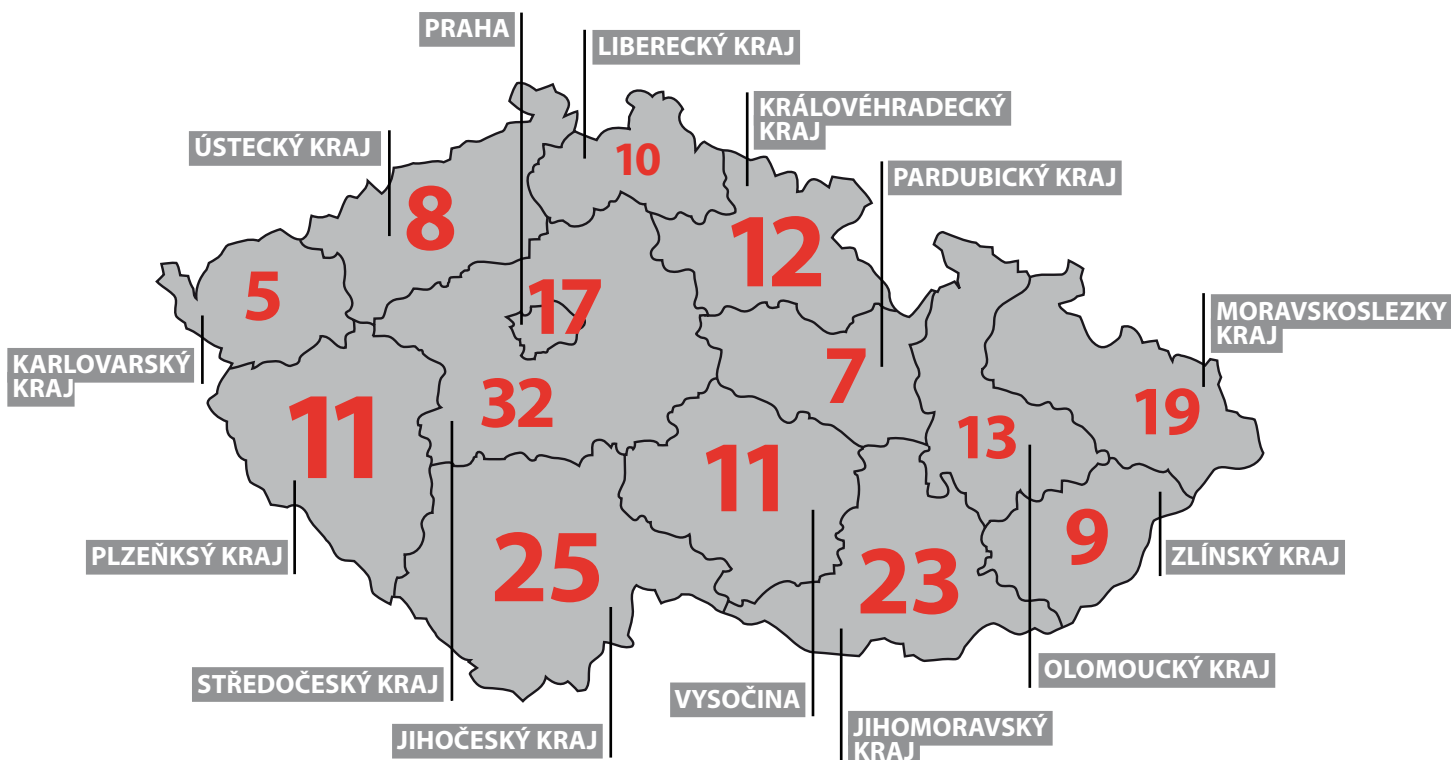 PRAHA
LIBERECKÝ KRAJ
KRÁLOVÉHRADECKÝ
KRAJ
ÚSTECKÝ KRAJ
10
PARDUBICKÝ KRAJ
8
12
5
17
MORAVSKOSLEZKY
KRAJ
KARLOVARSKÝ
KRAJ
7
32
19
11
13
11
9
PLZEŇKSÝ KRAJ
25
23
ZLÍNSKÝ KRAJ
STŘEDOČESKÝ KRAJ
OLOMOUCKÝ KRAJ
VYSOČINA
JIHOČESKÝ KRAJ
JIHOMORAVSKÝ
KRAJ